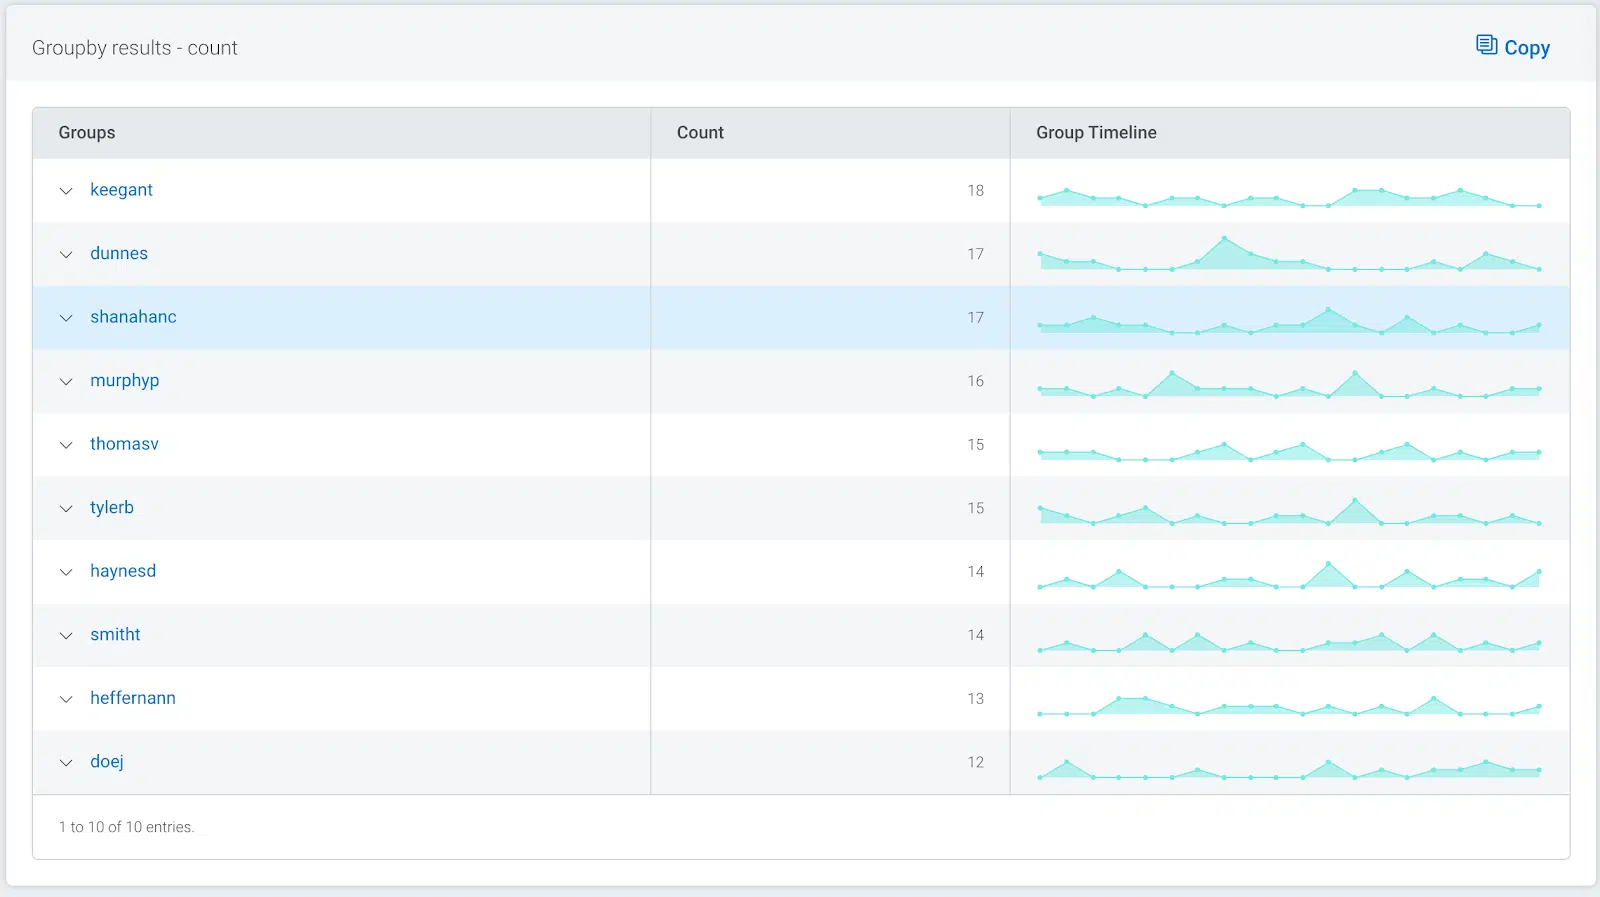 Groupby results - count
Copy
Groups Count Group Timeline
keegant 18
dunnes 17
shanahanc 17
murphyp 16
thomasv 15
tylerb 15
haynesd 14
smitht 14
heffernann 13
doej 12
1 to 10 of 10 entries.